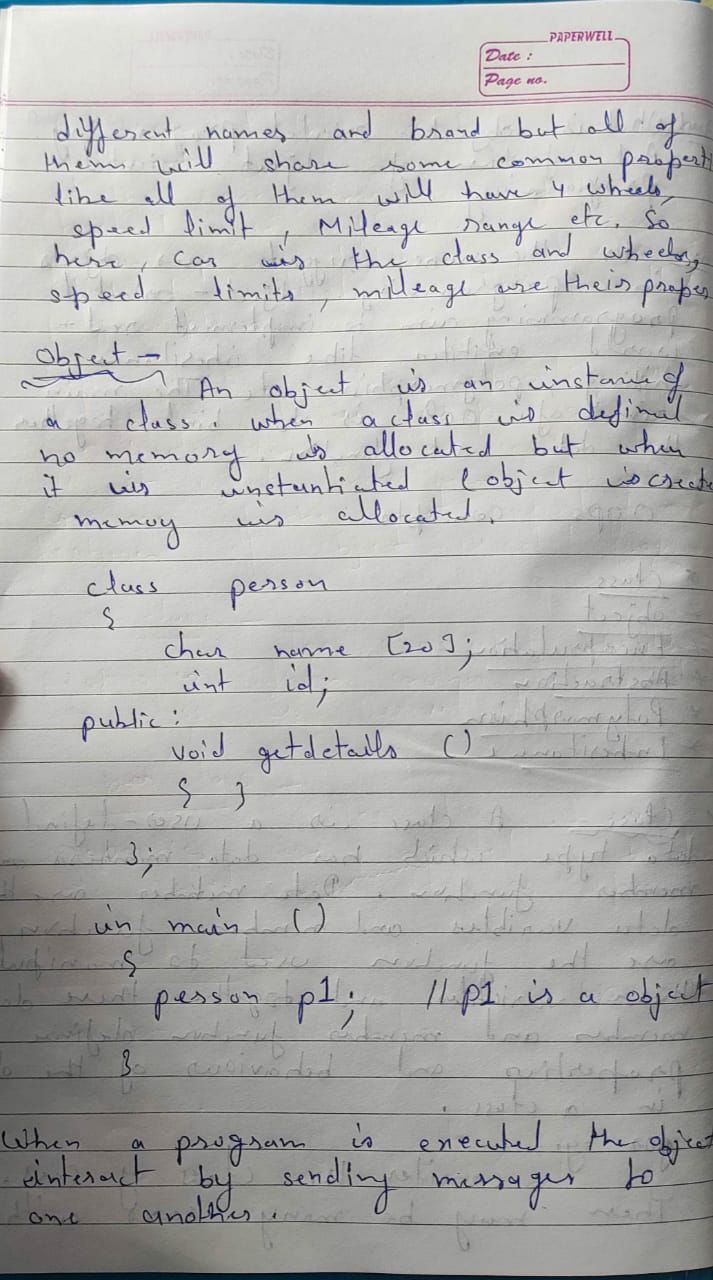 PAPERWELL
Date :
Page no.
different names and brand but all of
them will share some common propert
like all of them will have 4 wheels,
speed limit, Mileage range etc. So
here, Car is the class and wheels,
speed limits, mileage are their proper
Object —
An object is an instance of
a class. when a class is defined
no memory is allocated but when
it is instantiated (object is create
memoy is allocated.
class person
{
char name [20];
int id;
public:
void getdetails ()
{ }
};
in main ()
{
person p1; //p1 is a object
}
When a program is executed the object
interact by sending messages to
one another.